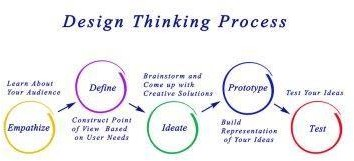 Design Thinking Process
Learn About
Your Audience
Empathize
Define
Construct Point
of View Based
on User Needs
Brainstorm and
Come up with
Creative Solutions
Ideate
Prototype
Build
Representation
of Your Ideas
Test Your Ideas
Test